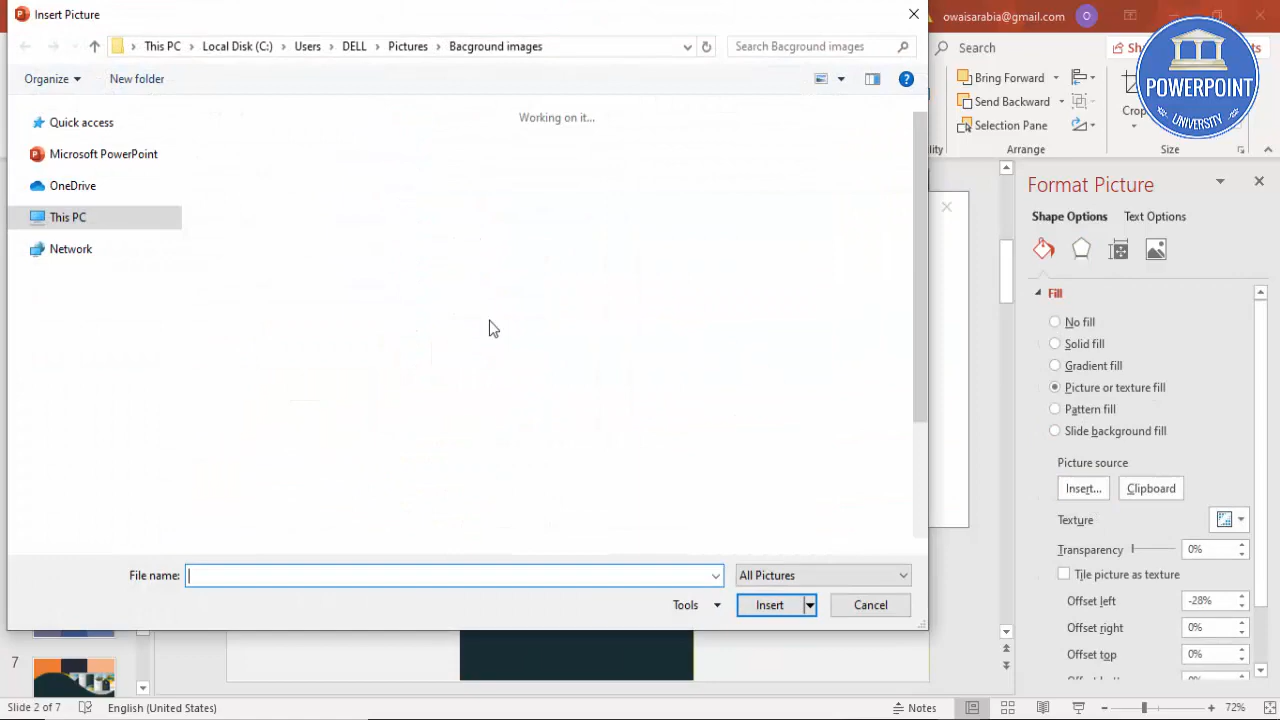 Insert Picture
owaisarabia@gmail.com
O
This PC
Local Disk (C:)
Users
DELL
Pictures
Bacground images
Search Bacground images
Search
Sh
Organize
New folder
Bring Forward
Send Backward
Selection Pane
Crop
Arrange
Size
POWERPOINT
UNIVERSITY
Quick access
Microsoft PowerPoint
OneDrive
This PC
Network
Working on it...
Format Picture
Shape Options
Text Options
Fill
No fill
Solid fill
Gradient fill
Picture or texture fill
Pattern fill
Slide background fill
Picture source
Insert...
Clipboard
Texture
Transparency
0%
Tile picture as texture
Offset left
-28%
Offset right
0%
Offset top
0%
File name:
All Pictures
Tools
Insert
Cancel
7
Slide 2 of 7
English (United States)
Notes
72%